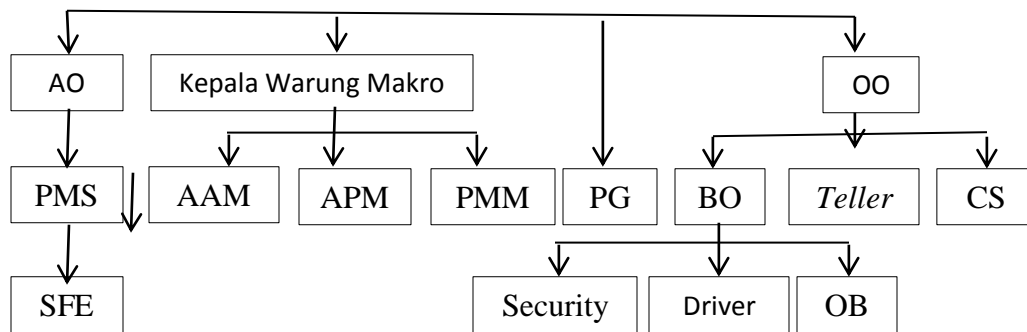 AO
Kepala Warung Makro
OO
PMS
AAM
APM
PMM
PG
BO
Teller
CS
SFE
Security
Driver
OB